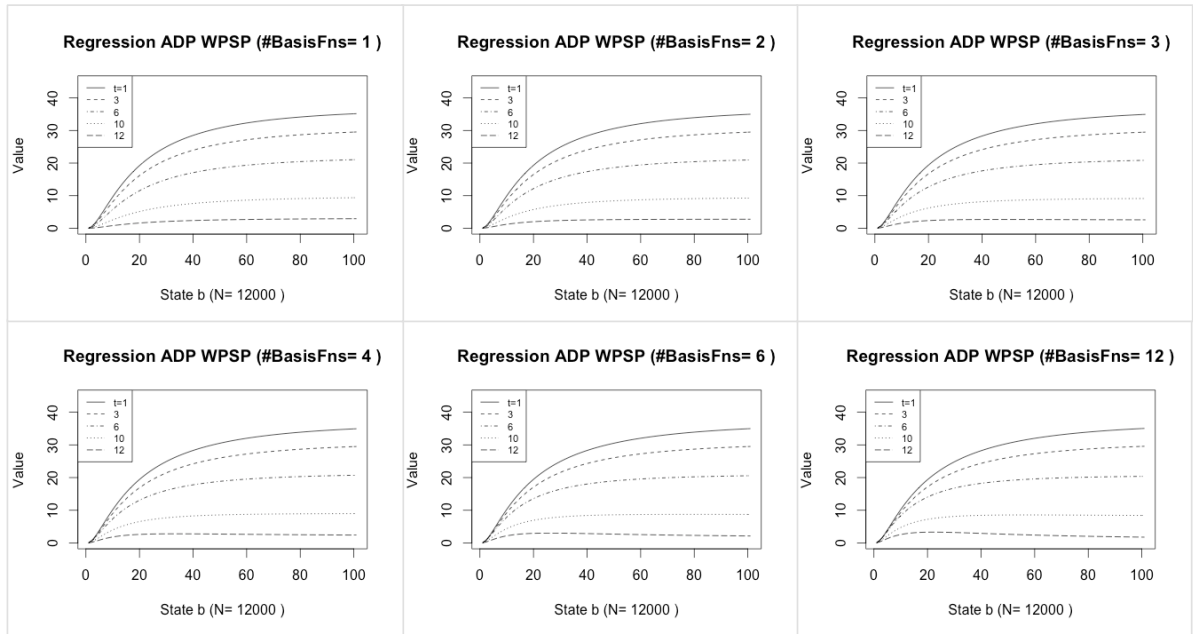 Regression ADP WPSP (#BasisFns= 1 )
t=1
3
6
10
12
Value
40
30
20
10
0
0 20 40 60 80 100
State b (N= 12000 )
Regression ADP WPSP (#BasisFns= 2 )
t=1
3
6
10
12
Value
40
30
20
10
0
0 20 40 60 80 100
State b (N= 12000 )
Regression ADP WPSP (#BasisFns= 3 )
t=1
3
6
10
12
Value
40
30
20
10
0
0 20 40 60 80 100
State b (N= 12000 )
Regression ADP WPSP (#BasisFns= 4 )
t=1
3
6
10
12
Value
40
30
20
10
0
0 20 40 60 80 100
State b (N= 12000 )
Regression ADP WPSP (#BasisFns= 6 )
t=1
3
6
10
12
Value
40
30
20
10
0
0 20 40 60 80 100
State b (N= 12000 )
Regression ADP WPSP (#BasisFns= 12 )
t=1
3
6
10
12
Value
40
30
20
10
0
0 20 40 60 80 100
State b (N= 12000 )